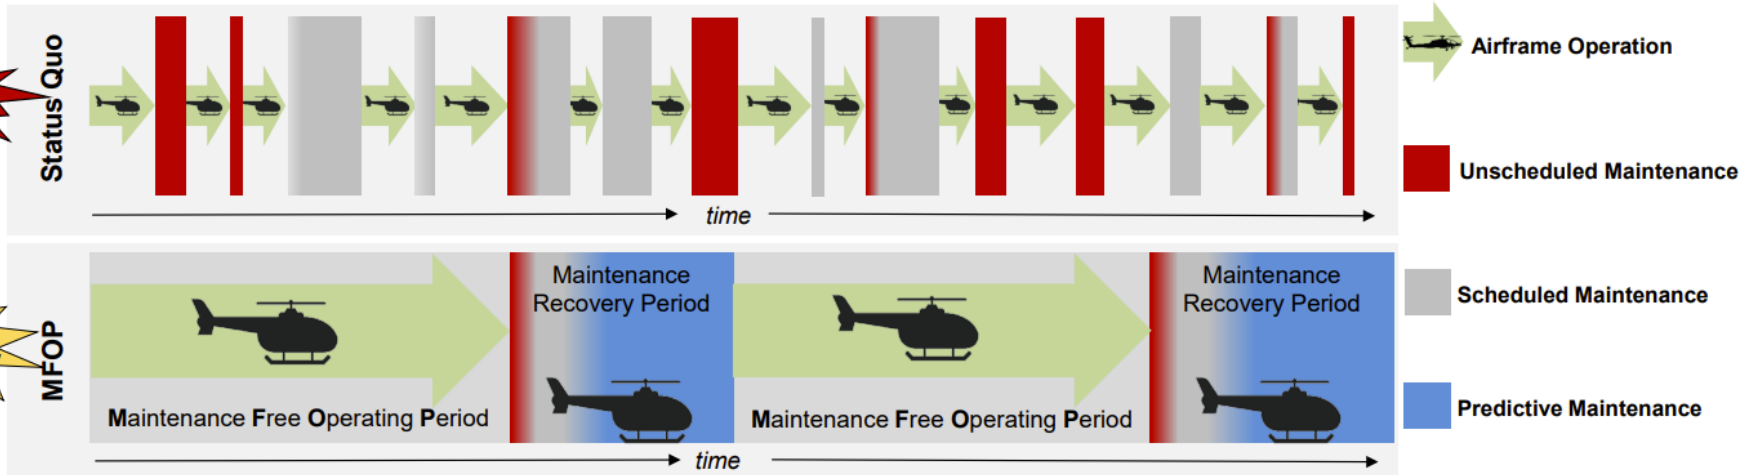 Status Quo
time
MFOP
Maintenance Free Operating Period
Maintenance
Recovery Period
Maintenance Free Operating Period
Maintenance
Recovery Period
time
Airframe Operation
Unscheduled Maintenance
Scheduled Maintenance
Predictive Maintenance